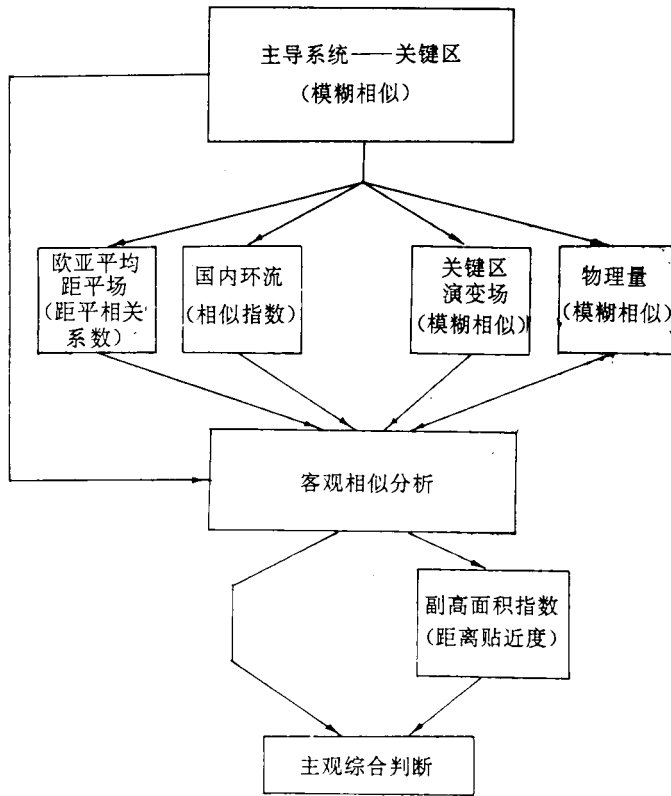 主导系统——关键区
(模糊相似)
欧亚平均
距平场
(距平相关
系数)
国内环流
(相似指数)
关键区
演变场
(模糊相似)
物理量
(模糊相似)
客观相似分析
副高面积指数
(距离贴近度)
主观综合判断